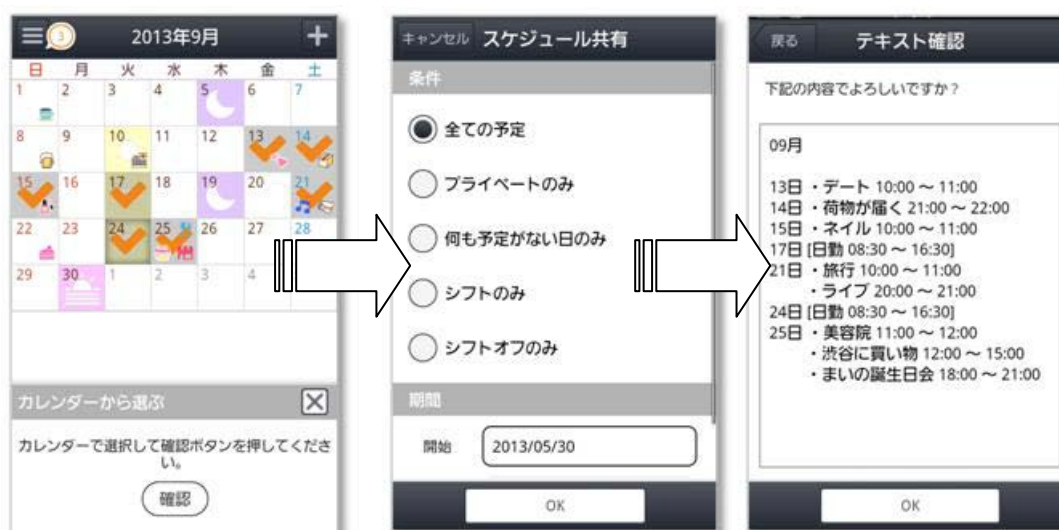 3
2013年9月
日 月 火 水 木 金 土
1 2 3 4 5 6 7
8 9 10 11 12 13 14
15 16 17 18 19 20 21
22 23 24 25 26 27 28
29 30 1 2 3 4
カレンダーから選ぶ
カレンダーで選択して確認ボタンを押してくださ
い。
確認
キャンセル スケジュール共有
条件
全ての予定
プライベートのみ
何も予定がない日のみ
シフトのみ
シフトオフのみ
期間
開始 2013/05/30
OK
戻る テキスト確認
下記の内容でよろしいですか?
09月
13日 ・デート 10:00 ~ 11:00
14日 ・荷物が届く 21:00 ~ 22:00
15日 ・ネイル 10:00 ~ 11:00
17日 [日勤 08:30 ~ 16:30]
21日 ・旅行 10:00 ~ 11:00
・ライブ 20:00 ~ 21:00
24日 [日勤 08:30 ~ 16:30]
25日 ・美容院 11:00 ~ 12:00
・渋谷に買い物 12:00 ~ 15:00
・まいの誕生日会 18:00 ~ 21:00
OK